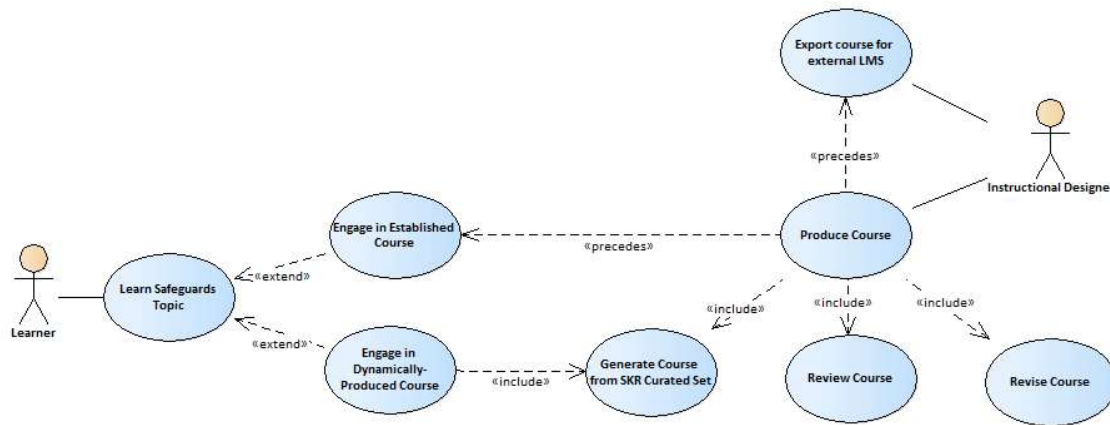 Export course for
external LMS
«precedes»
Instructional Designer
Engage in Established
Course
«precedes»
Produce Course
«extend»
Learn Safeguards
Topic
Learner
«extend»
«include»
«include»
«include»
Engage in
Dynamically-
Produced Course
«include»
Generate Course
from SKR Curated Set
Review Course
Revise Course